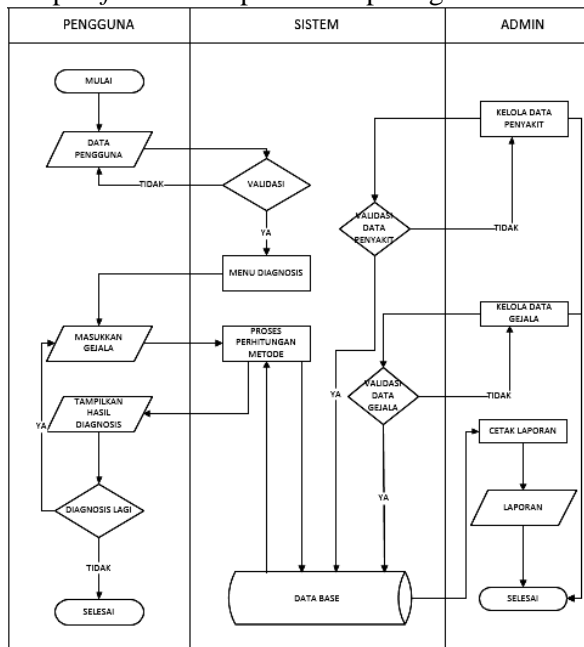 PENGGUNA
SISTEM
ADMIN
MULAI
DATA
PENGGUNA
TIDAK
VALIDASI
YA
MENU DIAGNOSIS
MASUKKAN
GEJALA
PROSES
PERHITUNGAN
METODE
TAMPILKAN
HASIL
DIAGNOSIS
YA
DIAGNOSIS LAGI
TIDAK
SELESAI
KELOLA DATA
PENYAKIT
VALIDASI
DATA
PENYAKIT
TIDAK
YA
KELOLA DATA
GEJALA
VALIDASI
DATA
GEJALA
TIDAK
YA
DATA BASE
CETAK LAPORAN
LAPORAN
SELESAI